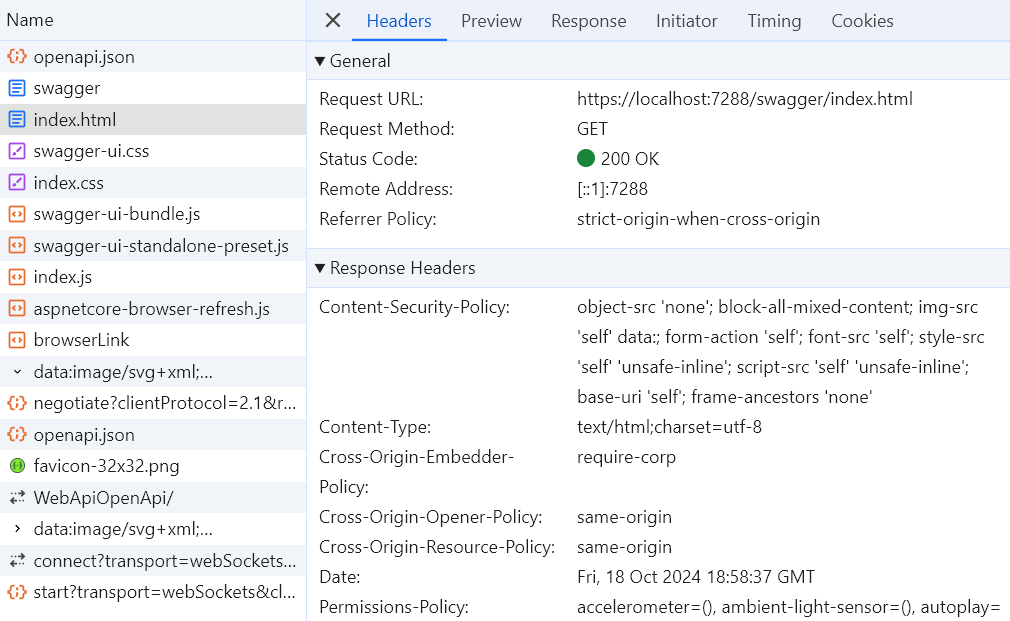 Name
openapi.json
swagger
index.html
swagger-ui.css
index.css
swagger-ui-bundle.js
swagger-ui-standalone-preset.js
index.js
aspnetcore-browser-refresh.js
browserLink
data:image/svg+xml;...
negotiate?clientProtocol=2.1&r...
openapi.json
favicon-32x32.png
WebApiOpenApi/
data:image/svg+xml;...
connect?transport=webSockets...
start?transport=webSockets&cl...
Headers Preview Response Initiator Timing Cookies
General
Request URL: https://localhost:7288/swagger/index.html
Request Method: GET
Status Code: 200 OK
Remote Address: [::1]:7288
Referrer Policy: strict-origin-when-cross-origin
Response Headers
Content-Security-Policy: object-src 'none'; block-all-mixed-content; img-src
'self' data:; form-action 'self'; font-src 'self'; style-src
'self' 'unsafe-inline'; script-src 'self' 'unsafe-inline';
base-uri 'self'; frame-ancestors 'none'
Content-Type: text/html;charset=utf-8
Cross-Origin-Embedder- require-corp
Policy:
Cross-Origin-Opener-Policy: same-origin
Cross-Origin-Resource-Policy: same-origin
Date: Fri, 18 Oct 2024 18:58:37 GMT
Permissions-Policy: accelerometer=(), ambient-light-sensor=(), autoplay=